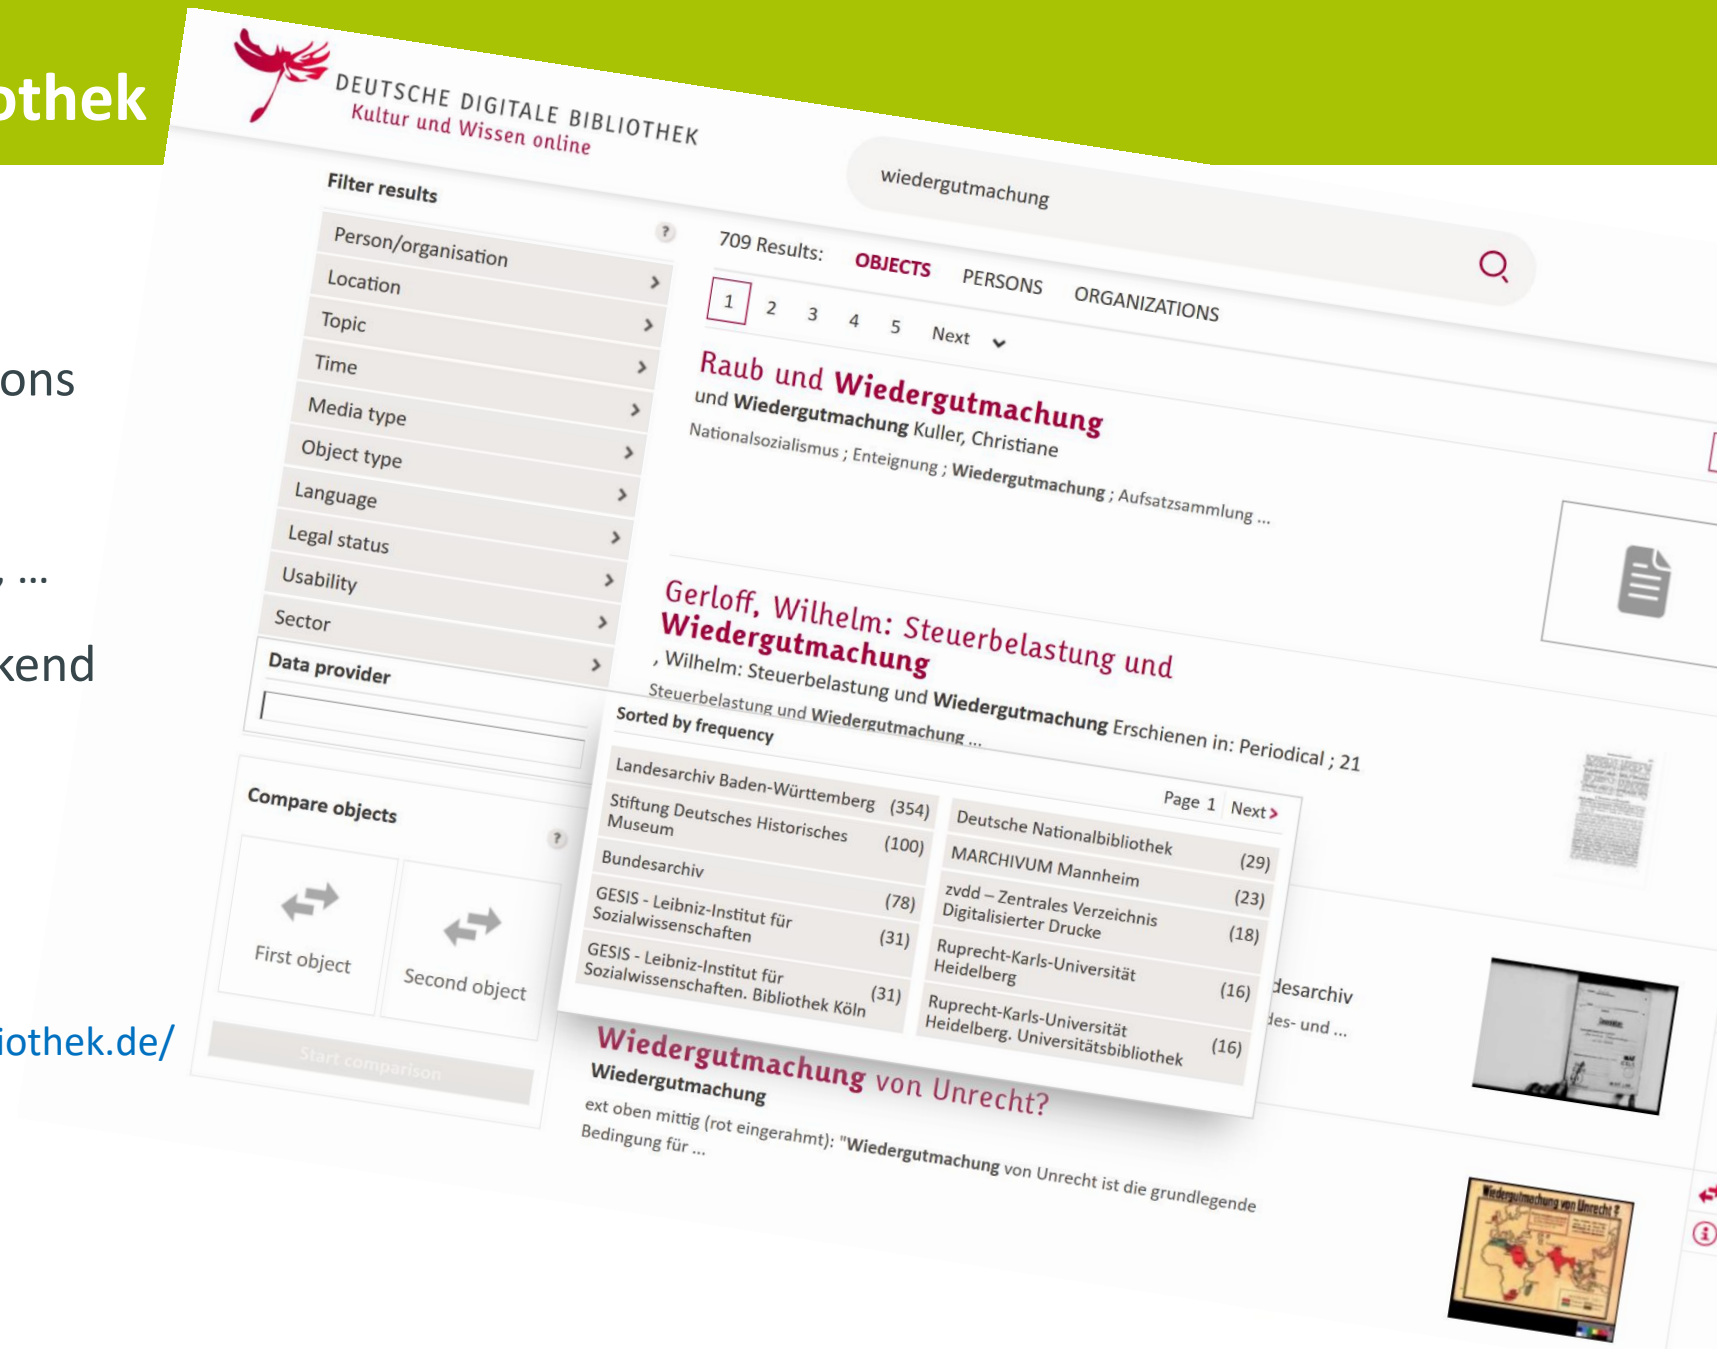 othek
ons
, ...
kend
iothek.de/
DEUTSCHE DIGITALE BIBLIOTHEK
Kultur und Wissen online
wiedergutmachung
Filter results
?
Person/organisation
Location
Topic
Time
Media type
Object type
Language
Legal status
Usability
Sector
Data provider
Compare objects
?
First object
Second object
Start comparison
709 Results: OBJECTS PERSONS ORGANIZATIONS
1 2 3 4 5 Next
Raub und Wiedergutmachung
und Wiedergutmachung Kuller, Christiane
Nationalsozialismus ; Enteignung ; Wiedergutmachung ; Aufsatzsammlung ...
Gerloff, Wilhelm: Steuerbelastung und
Wiedergutmachung
, Wilhelm: Steuerbelastung und Wiedergutmachung Erschienen in: Periodical ; 21
Steuerbelastung und Wiedergutmachung ...
Sorted by frequency
Page 1 Next >
Landesarchiv Baden-Württemberg (354)
Stiftung Deutsches Historisches
Museum (100)
Bundesarchiv (78)
GESIS - Leibniz-Institut für
Sozialwissenschaften (31)
GESIS - Leibniz-Institut für
Sozialwissenschaften. Bibliothek Köln (31)
Deutsche Nationalbibliothek (29)
MARCHIVUM Mannheim (23)
zvdd – Zentrales Verzeichnis
Digitalisierter Drucke (18)
Ruprecht-Karls-Universität
Heidelberg (16)
Ruprecht-Karls-Universität
Heidelberg. Universitätsbibliothek (16)
desarchiv
des- und ...
Wiedergutmachung von Unrecht?
Wiedergutmachung
ext oben mittig (rot eingerahmt): "Wiedergutmachung von Unrecht ist die grundlegende
Bedingung für ...
Wiedergutmachung von Unrecht?